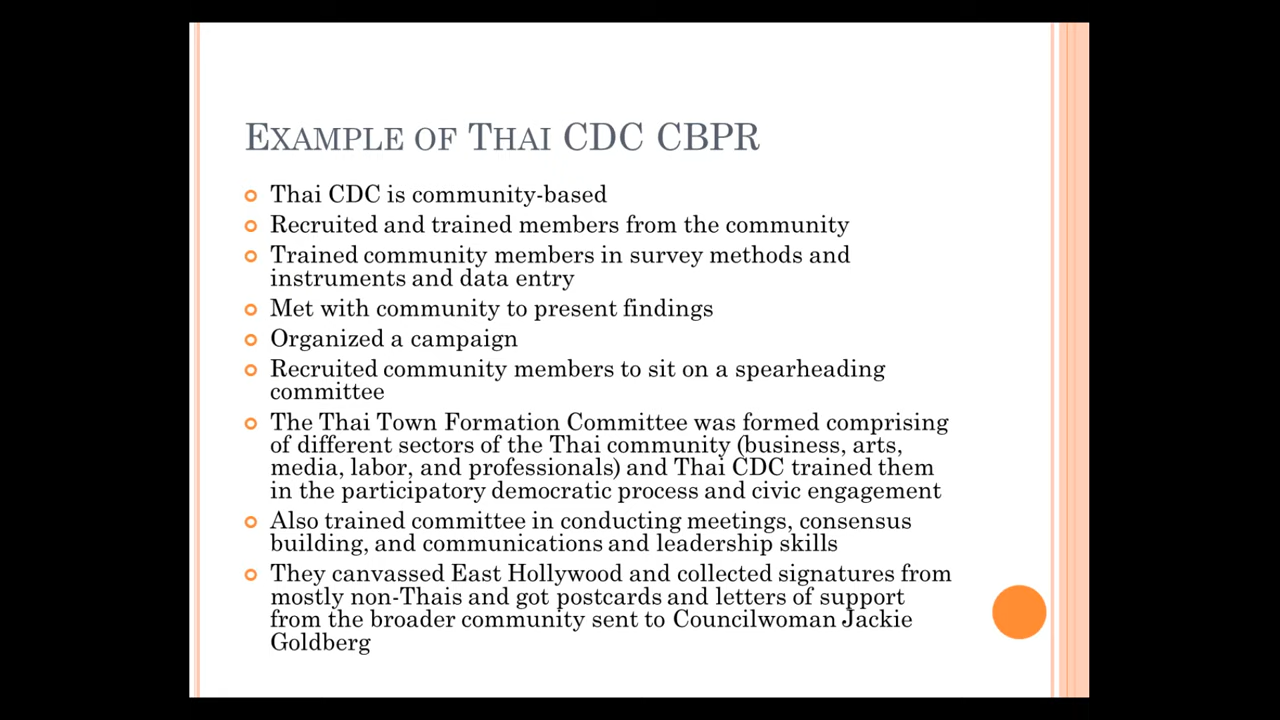 EXAMPLE OF THAI CDC CBPR
Thai CDC is community-based
Recruited and trained members from the community
Trained community members in survey methods and
instruments and data entry
Met with community to present findings
Organized a campaign
Recruited community members to sit on a spearheading
committee
The Thai Town Formation Committee was formed comprising
of different sectors of the Thai community (business, arts,
media, labor, and professionals) and Thai CDC trained them
in the participatory democratic process and civic engagement
Also trained committee in conducting meetings, consensus
building, and communications and leadership skills
They canvassed East Hollywood and collected signatures from
mostly non-Thais and got postcards and letters of support
from the broader community sent to Councilwoman Jackie
Goldberg